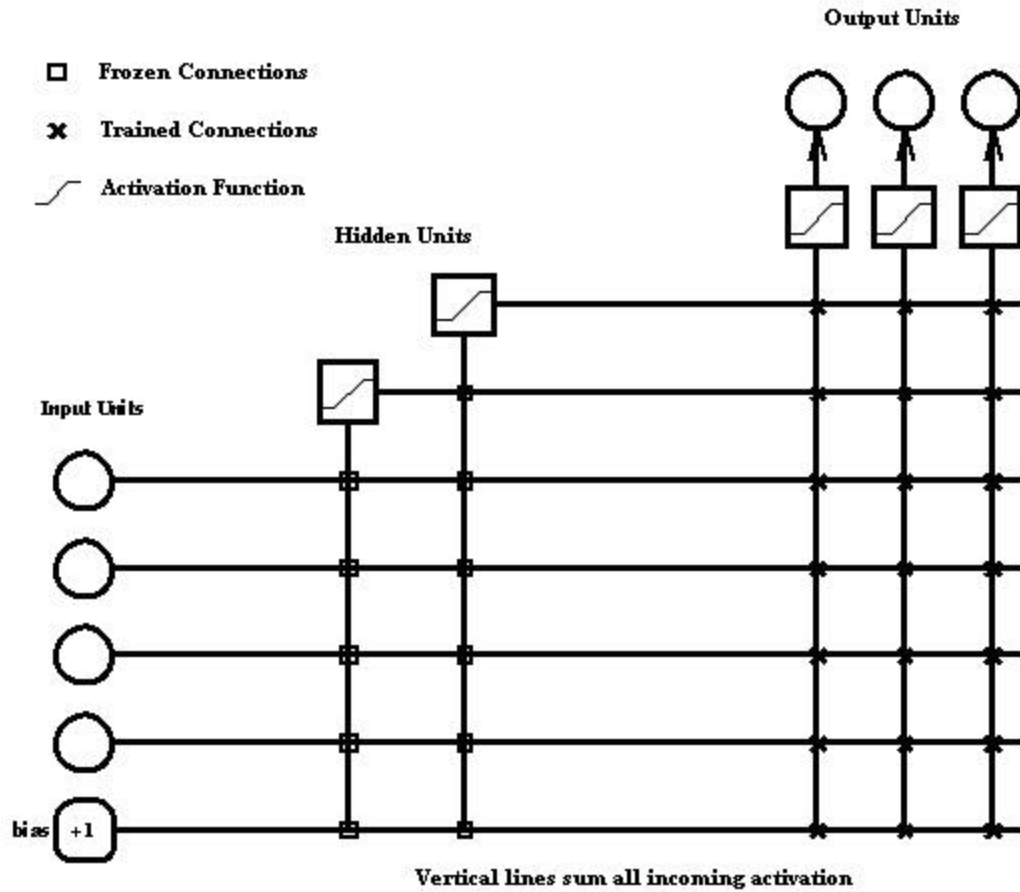 Output Units
Frozen Connections
Trained Connections
Activation Function
Hidden Units
Input Units
bias +1
Vertical lines sum all incoming activation